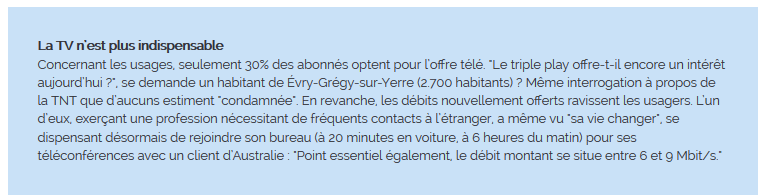 La TV n'est plus indispensable
Concernant les usages, seulement 30% des abonnés optent pour l'offre télé. "Le triple play offre-t-il encore un intérêt
aujourd'hui ?", se demande un habitant de Évry-Grégy-sur-Yerre (2.700 habitants) ? Même interrogation à propos de
la TNT que d'aucuns estiment "condamnée". En revanche, les débits nouvellement offerts ravissent les usagers. L'un
d'eux, exerçant une profession nécessitant de fréquents contacts à l'étranger, a même vu "sa vie changer", se
dispensant désormais de rejoindre son bureau (à 20 minutes en voiture, à 6 heures du matin) pour ses
téléconférences avec un client d'Australie : "Point essentiel également, le débit montant se situe entre 6 et 9 Mbit/s."